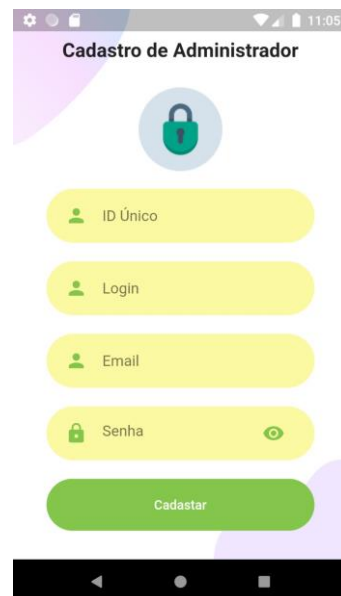 11:05
Cadastro de Administrador
ID Único
Login
Email
Senha
Cadastar